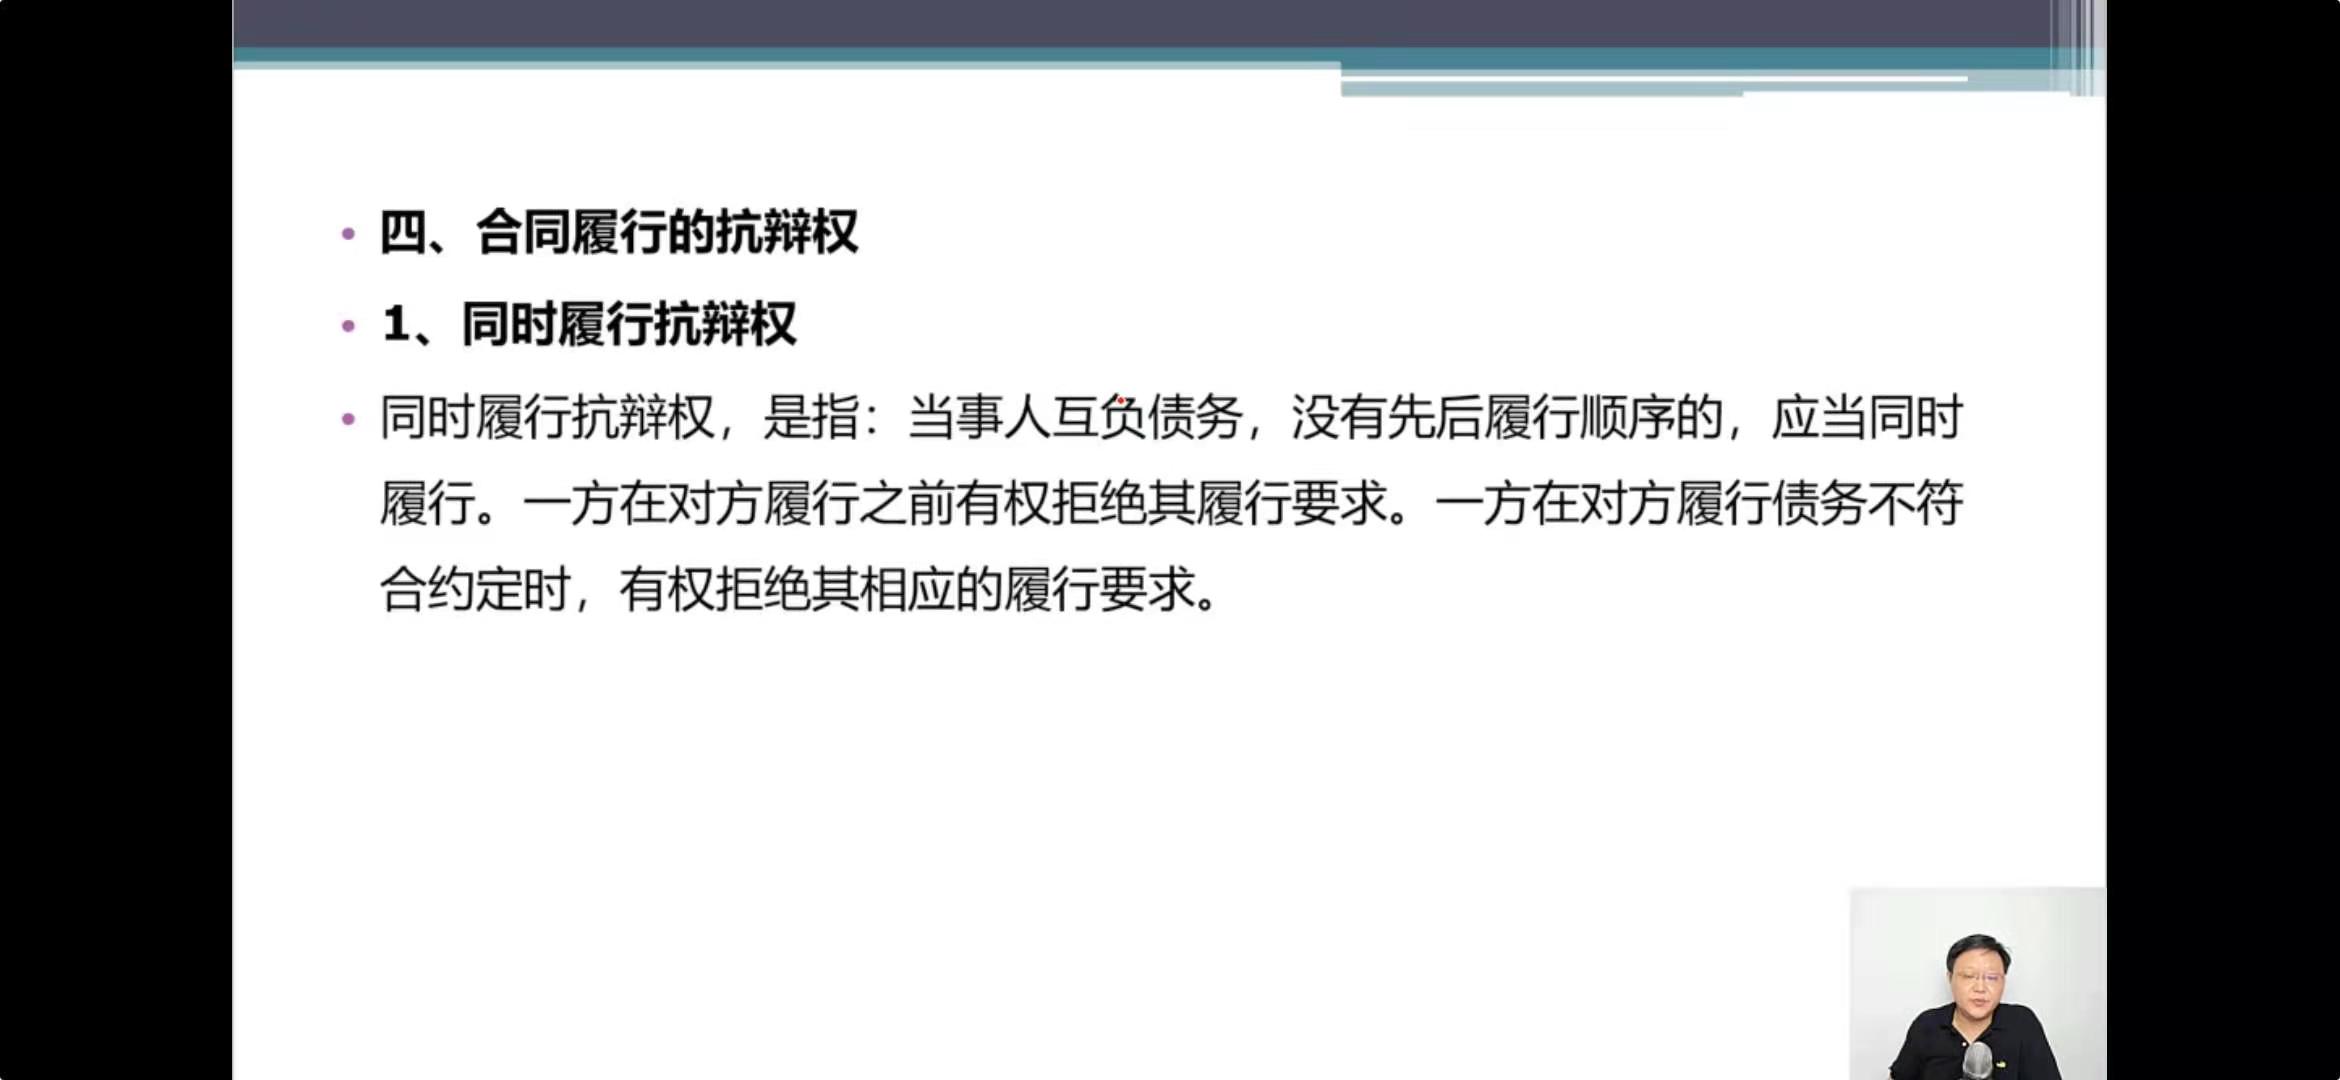 四、合同履行的抗辩权
1、同时履行抗辩权
同时履行抗辩权，是指：当事人互负债务，没有先后履行顺序的，应当同时
履行。一方在对方履行之前有权拒绝其履行要求。一方在对方履行债务不符
合约定时，有权拒绝其相应的履行要求。